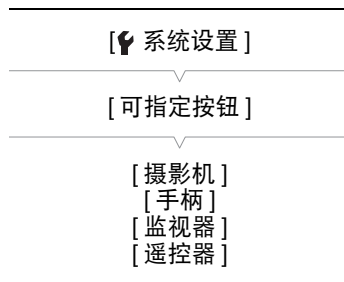 [ 系统设置 ]
[ 可指定按钮 ]
[ 摄影机 ]
[ 手柄 ]
[ 监视器 ]
[ 遥控器 ]